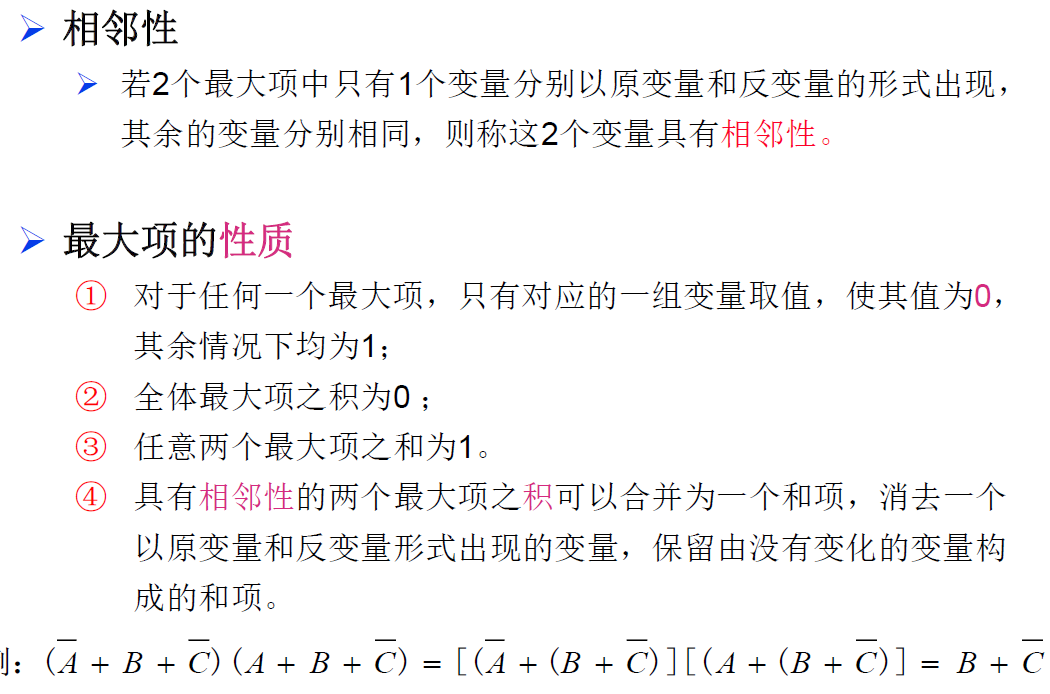 ➢ 相邻性
➢ 若2个最大项中只有1个变量分别以原变量和反变量的形式出现，
其余的变量分别相同，则称这2个变量具有相邻性。
➢ 最大项的性质
① 对于任何一个最大项，只有对应的一组变量取值，使其值为0，
其余情况下均为1；
② 全体最大项之积为0；
③ 任意两个最大项之和为1。
④ 具有相邻性的两个最大项之积可以合并为一个和项，消去一个
以原变量和反变量形式出现的变量，保留由没有变化的变量构
成的和项。
：(A̅ + B + C̅)(A + B + C̅) = [(A̅ + (B + C̅)][(A + (B + C̅)] = B + C̅